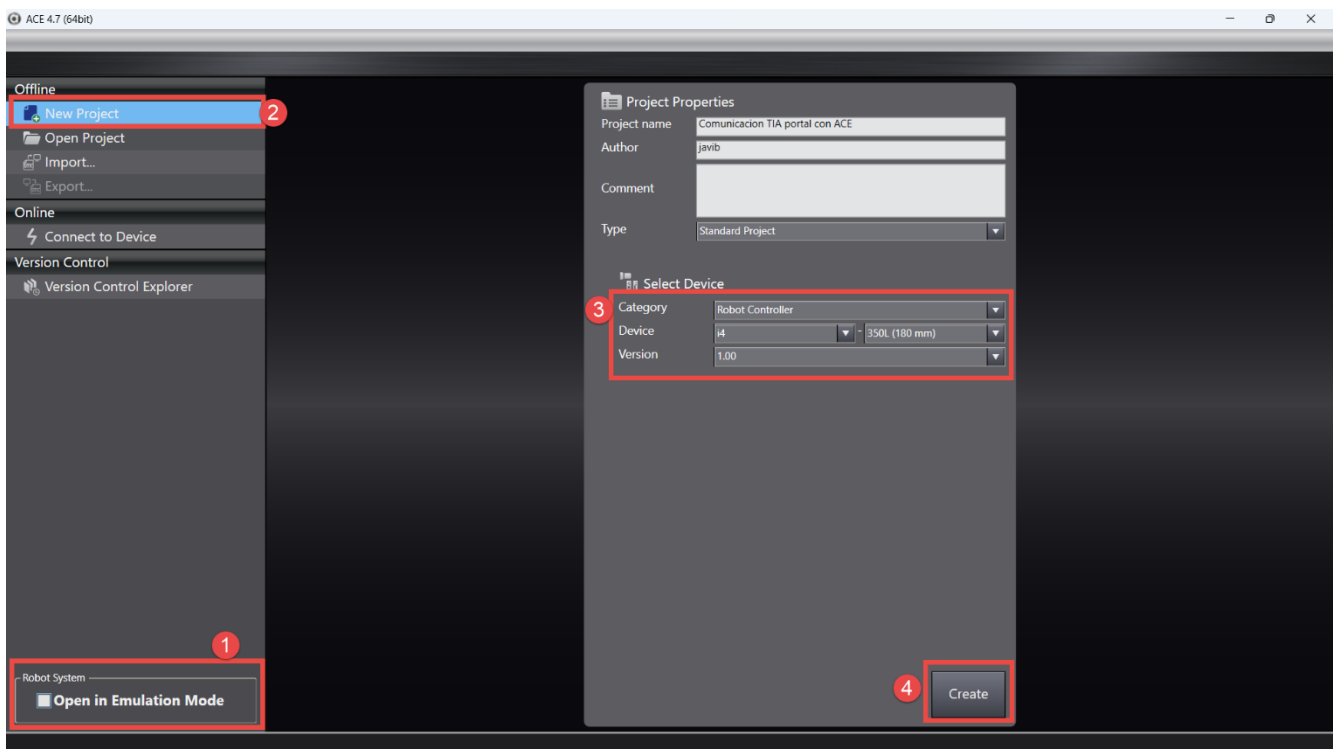 ACE 4.7 (64bit)
Offline
New Project
2
Open Project
Import...
Export...
Online
Connect to Device
Version Control
Version Control Explorer
1
Robot System
Open in Emulation Mode
Project Properties
Project name Comunicacion TIA portal con ACE
Author javib
Comment
Type Standard Project
Select Device
3
Category Robot Controller
Device i4 - 350L (180 mm)
Version 1.00
4
Create